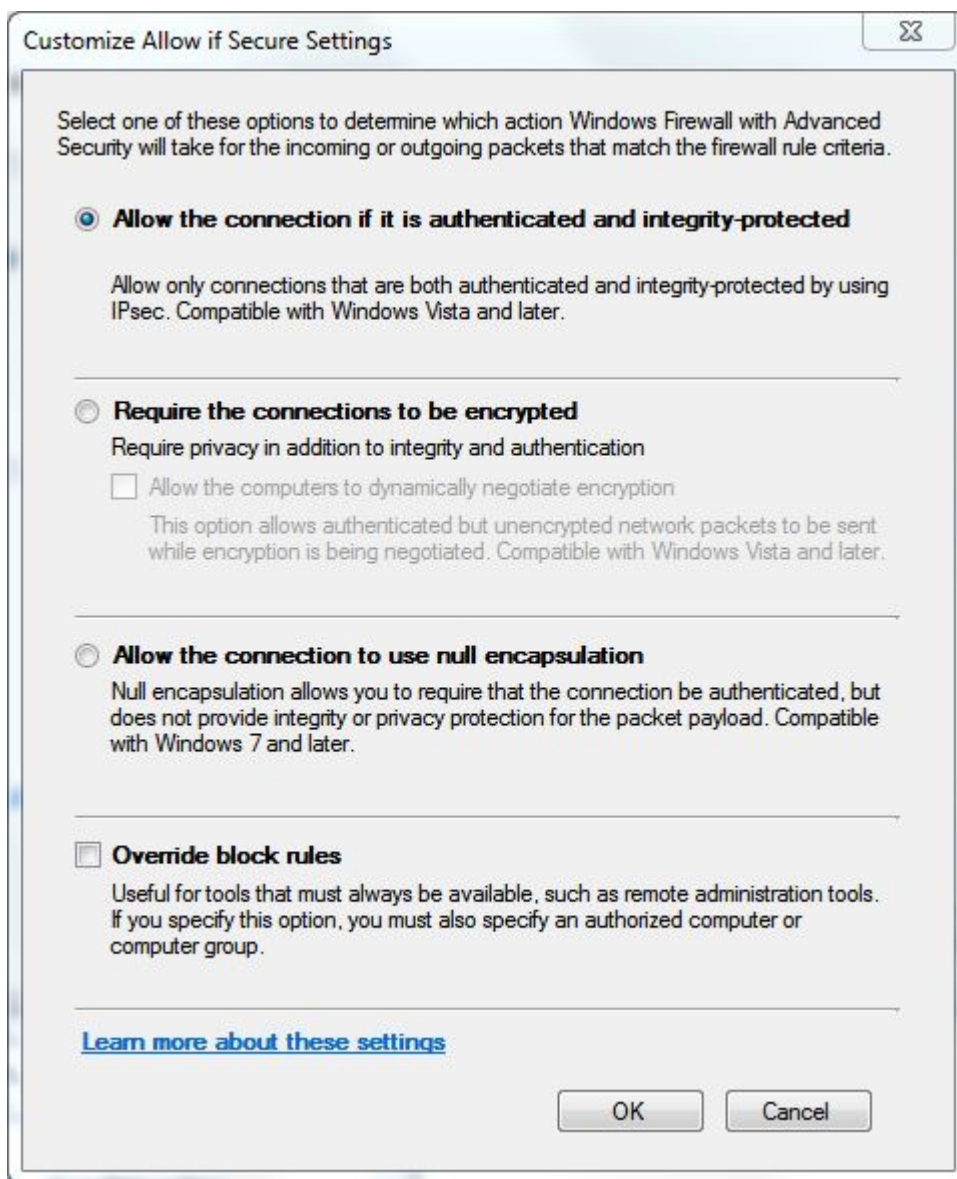 Customize Allow if Secure Settings
Select one of these options to determine which action Windows Firewall with Advanced
Security will take for the incoming or outgoing packets that match the firewall rule criteria.
Allow the connection if it is authenticated and integrity-protected
Allow only connections that are both authenticated and integrity-protected by using
IPsec. Compatible with Windows Vista and later.
Require the connections to be encrypted
Require privacy in addition to integrity and authentication
Allow the computers to dynamically negotiate encryption
This option allows authenticated but unencrypted network packets to be sent
while encryption is being negotiated. Compatible with Windows Vista and later.
Allow the connection to use null encapsulation
Null encapsulation allows you to require that the connection be authenticated, but
does not provide integrity or privacy protection for the packet payload. Compatible
with Windows 7 and later.
Override block rules
Useful for tools that must always be available, such as remote administration tools.
If you specify this option, you must also specify an authorized computer or
computer group.
Learn more about these settings
OK
Cancel